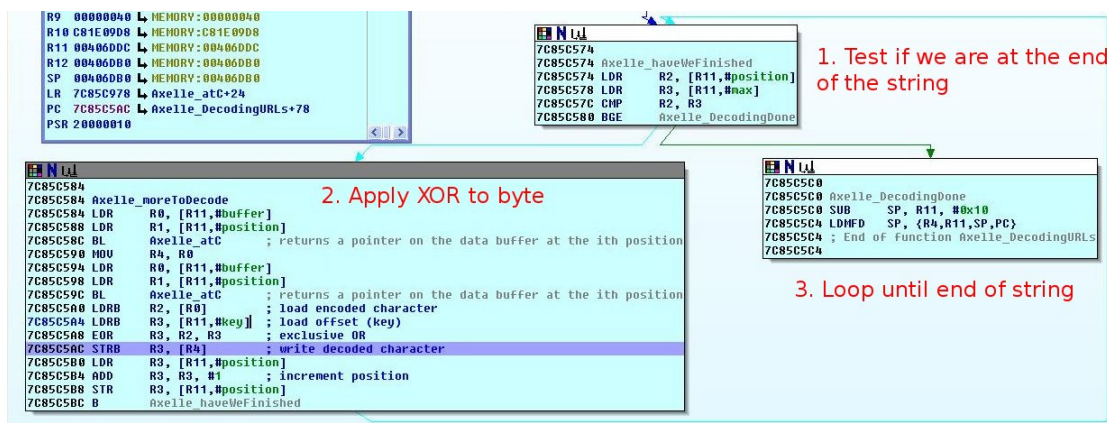 R9 00000040 MEMORY:00000040
R10 C81E09D8 MEMORY:C81E09D8
R11 00406DDC MEMORY:00406DDC
R12 00406DB0 MEMORY:00406DB0
SP 00406DB0 MEMORY:00406DB0
LR 7C85C978 Axelle_atC+24
PC 7C85C5AC Axelle_DecodingURLs+78
PSR 20000010
7C85C574
7C85C574 Axelle_haveWeFinished
7C85C574 LDR R2, [R11,#position]
7C85C578 LDR R3, [R11,#max]
7C85C57C CMP R2, R3
7C85C580 BGE Axelle_DecodingDone
1. Test if we are at the end
of the string
7C85C584
7C85C584 Axelle_moreToDecode
2. Apply XOR to byte
7C85C584 LDR R0, [R11,#buffer]
7C85C588 LDR R1, [R11,#position]
7C85C58C BL Axelle_atC ; returns a pointer on the data buffer at the ith position
7C85C590 MOV R4, R0
7C85C594 LDR R0, [R11,#buffer]
7C85C598 LDR R1, [R11,#position]
7C85C59C BL Axelle_atC ; returns a pointer on the data buffer at the ith position
7C85C5A0 LDRB R2, [R0] ; load encoded character
7C85C5A4 LDRB R3, [R11,#key] ; load offset (key)
7C85C5A8 EOR R3, R2, R3 ; exclusive OR
7C85C5AC STRB R3, [R4] ; write decoded character
7C85C5B0 LDR R3, [R11,#position]
7C85C5B4 ADD R3, R3, #1 ; increment position
7C85C5B8 STR R3, [R11,#position]
7C85C5BC B Axelle_haveWeFinished
7C85C5C0
7C85C5C0 Axelle_DecodingDone
7C85C5C0 SUB SP, R11, #0x10
7C85C5C4 LDMFD SP, {R4,R11,SP,PC}
7C85C5C4 ; End of function Axelle_DecodingURLs
7C85C5C4
3. Loop until end of string